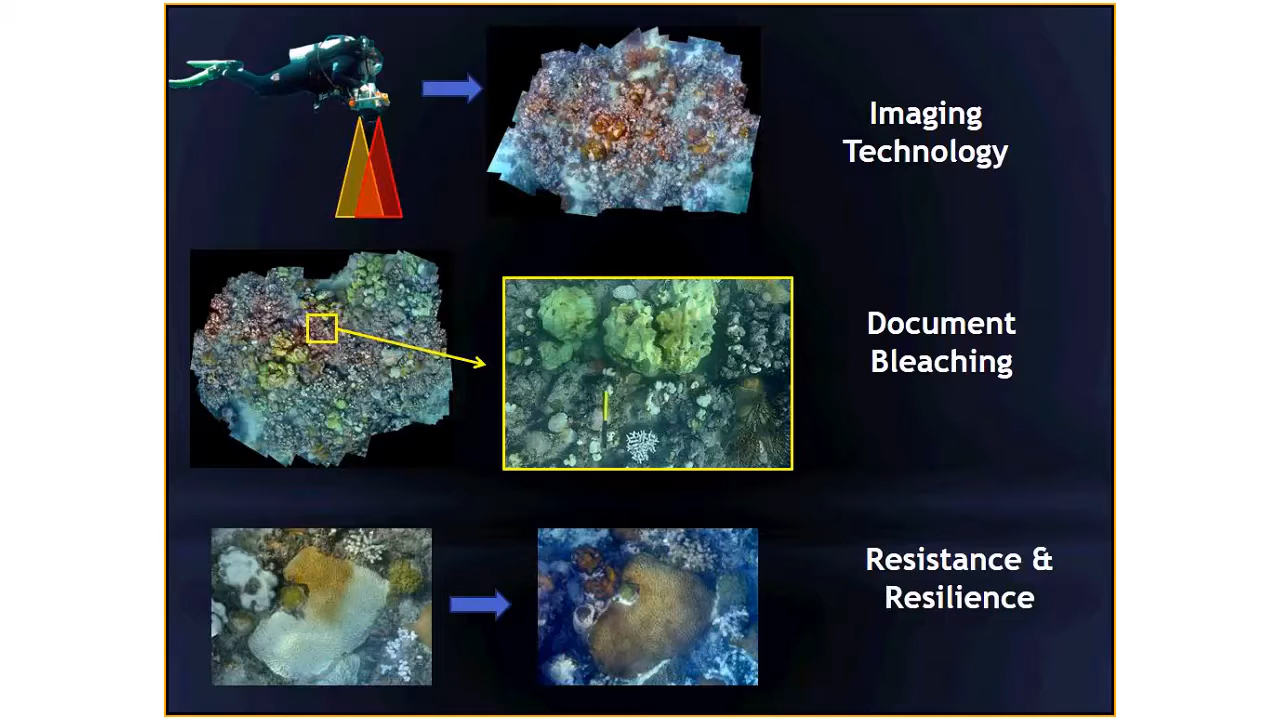 Imaging
Technology
Document
Bleaching
Resistance &
Resilience